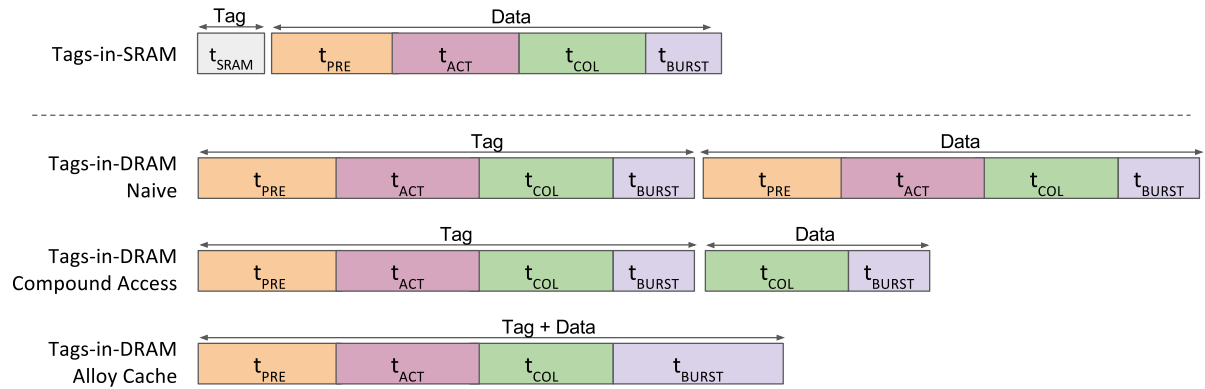 Tag Data
Tags-in-SRAM tSRAM tPRE tACT tCOL tBURST
Tag Data
Tags-in-DRAM
Naive
tPRE tACT tCOL tBURST tPRE tACT tCOL tBURST
Tag Data
Tags-in-DRAM
Compound Access
tPRE tACT tCOL tBURST tCOL tBURST
Tag + Data
Tags-in-DRAM
Alloy Cache
tPRE tACT tCOL tBURST